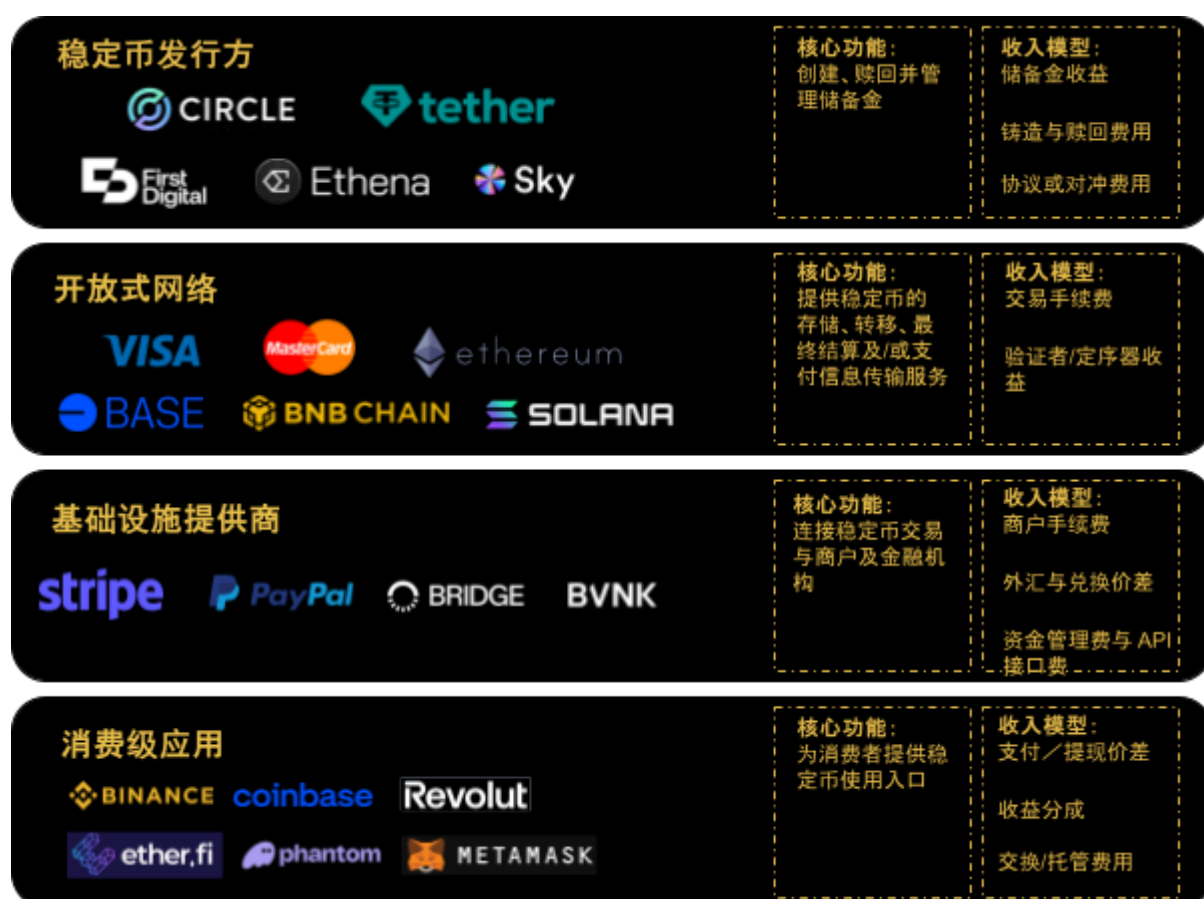 稳定币发行方
CIRCLE
tether
First
Digital
Ethena
Sky
核心功能：
创建、赎回并管
理储备金
收入模型：
储备金收益
铸造与赎回费用
协议或对冲费用
开放式网络
VISA
MasterCard
ethereum
BASE
BNB CHAIN
SOLANA
核心功能：
提供稳定币的
存储、转移、最
终结算及/或支
付信息传输服务
收入模型：
交易手续费
验证者/定序器收
益
基础设施提供商
stripe
PayPal
BRIDGE
BVNK
核心功能：
连接稳定币交易
与商户及金融机
构
收入模型：
商户手续费
外汇与兑换价差
资金管理费与 API
接口费
消费级应用
BINANCE
coinbase
Revolut
ether.fi
phantom
METAMASK
核心功能：
为消费者提供稳
定币使用入口
收入模型：
支付／提现价差
收益分成
交换/托管费用